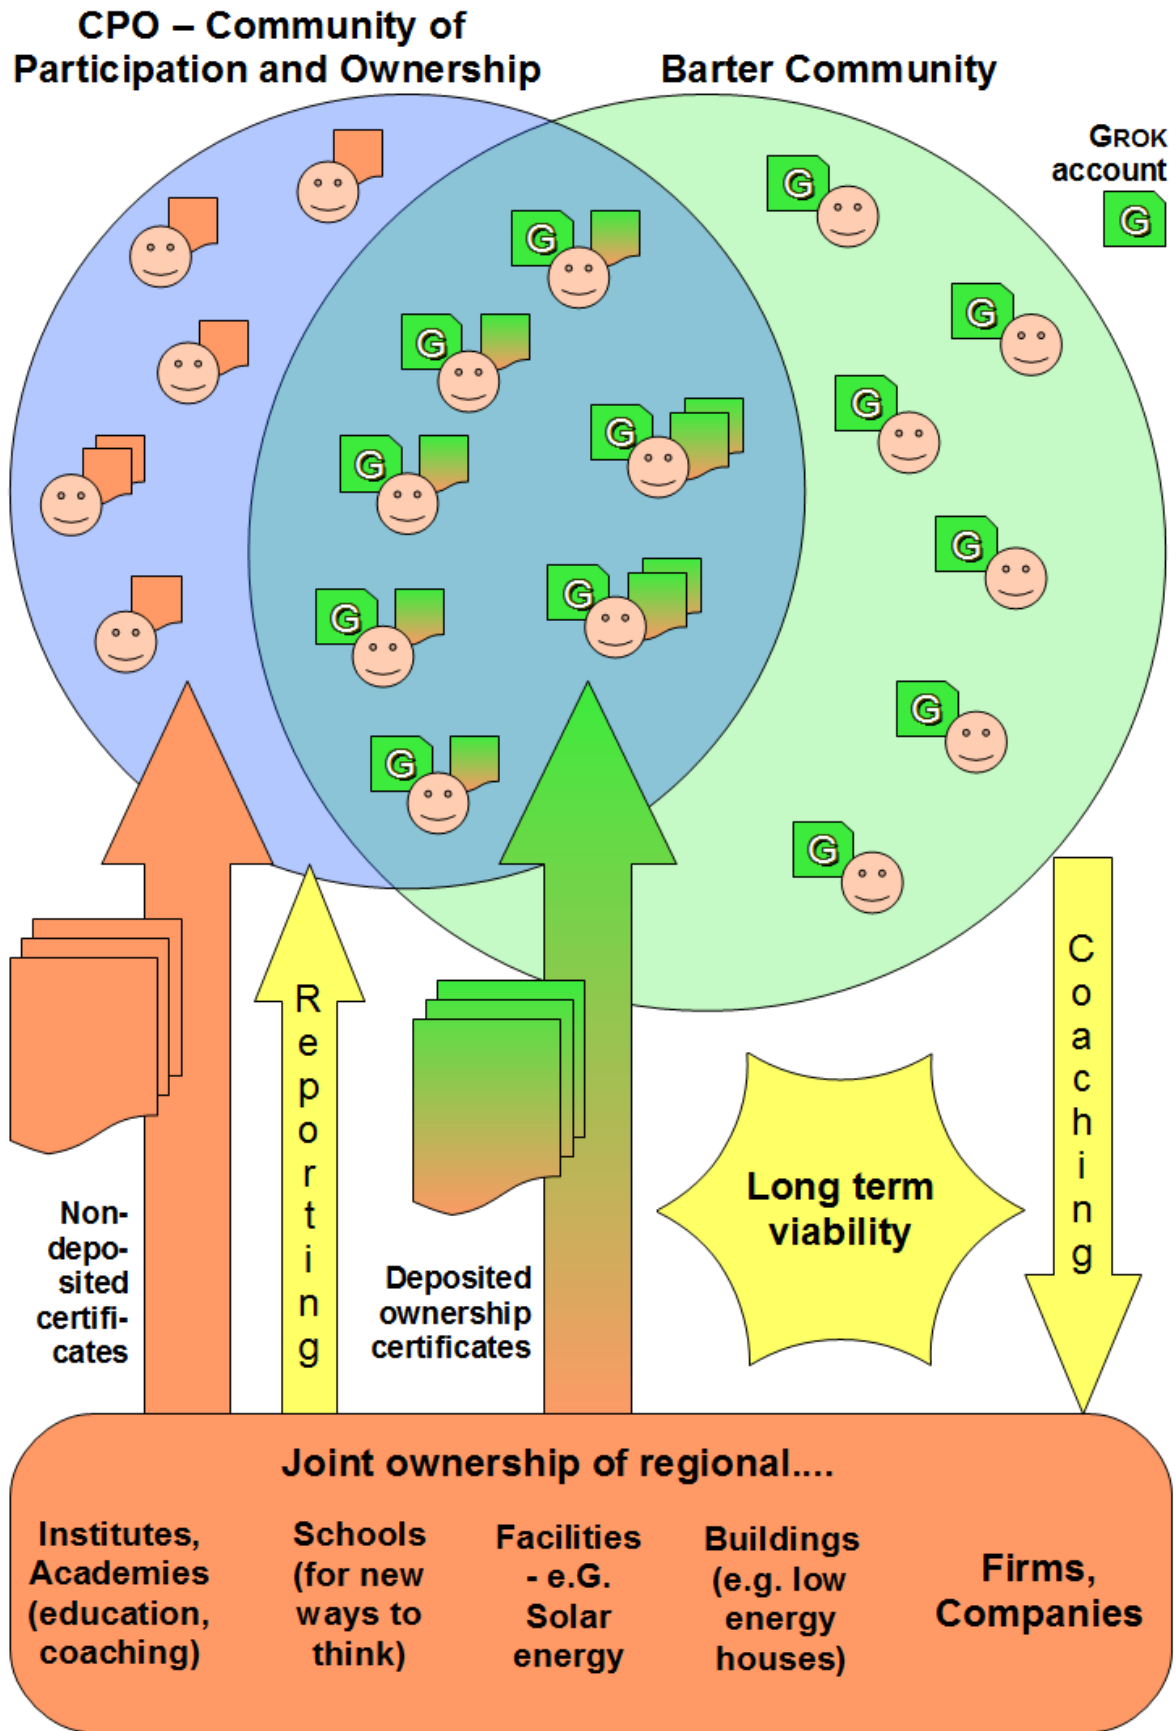 CPO – Community of
Participation and Ownership
Barter Community
GROK
account
G
G
G
G
G
G
G
G
G
G
G
G
G
G
Reporting
Coaching
Non-
depo-
sited
certifi-
cates
Deposited
ownership
certificates
Long term
viability
Joint ownership of regional....
Institutes,
Academies
(education,
coaching)
Schools
(for new
ways to
think)
Facilities
- e.G.
Solar
energy
Buildings
(e.g. low
energy
houses)
Firms,
Companies